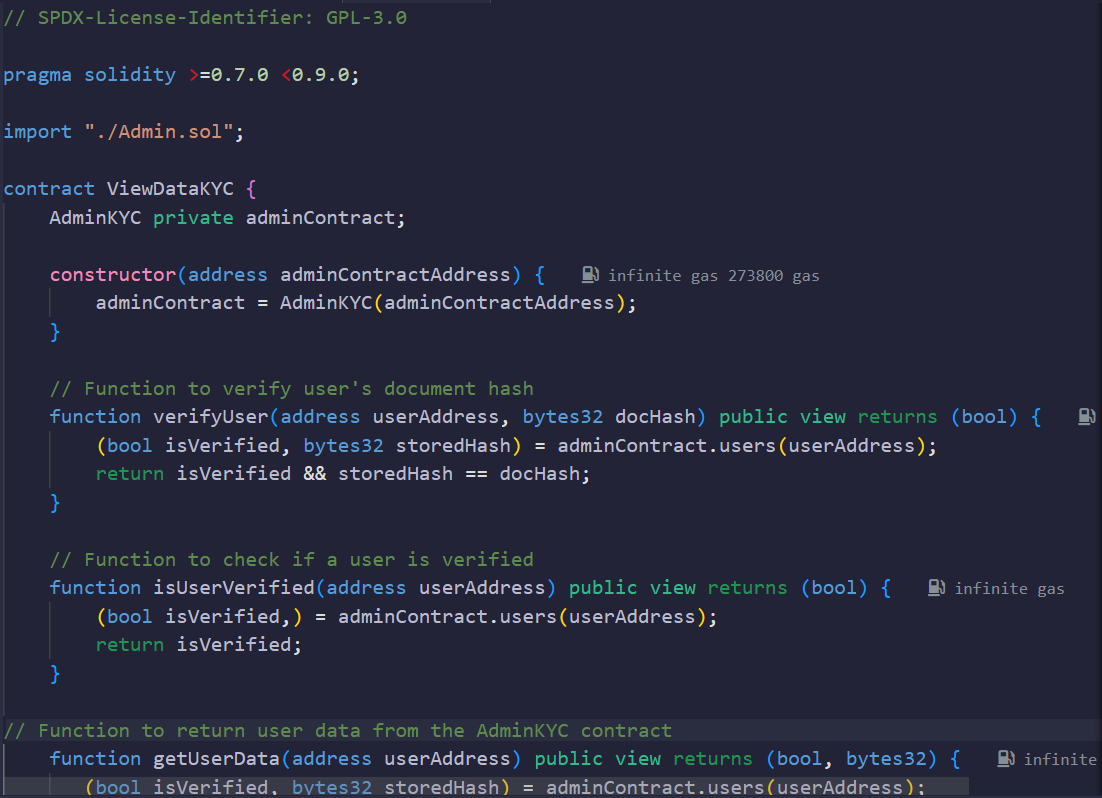 // SPDX-License-Identifier: GPL-3.0
pragma solidity >=0.7.0 <0.9.0;
import "./Admin.sol";
contract ViewDataKYC {
AdminKYC private adminContract;
constructor(address adminContractAddress) { infinite gas 273800 gas
adminContract = AdminKYC(adminContractAddress);
}
// Function to verify user's document hash
function verifyUser(address userAddress, bytes32 docHash) public view returns (bool) {
(bool isVerified, bytes32 storedHash) = adminContract.users(userAddress);
return isVerified && storedHash == docHash;
}
// Function to check if a user is verified
function isUserVerified(address userAddress) public view returns (bool) { infinite gas
(bool isVerified,) = adminContract.users(userAddress);
return isVerified;
}
// Function to return user data from the AdminKYC contract
function getUserData(address userAddress) public view returns (bool, bytes32) { infinite
(bool isVerified, bytes32 storedHash) = adminContract.users(userAddress);